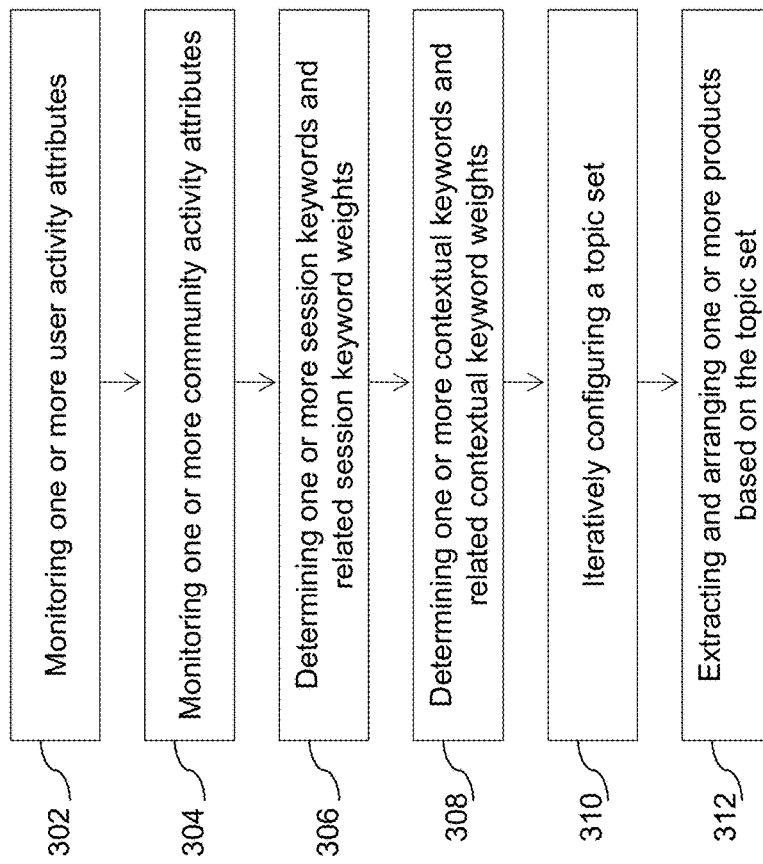 302
Monitoring one or more user activity attributes
304
Monitoring one or more community activity attributes
306
Determining one or more session keywords and
related session keyword weights
308
Determining one or more contextual keywords and
related contextual keyword weights
310
Iteratively configuring a topic set
312
Extracting and arranging one or more products
based on the topic set